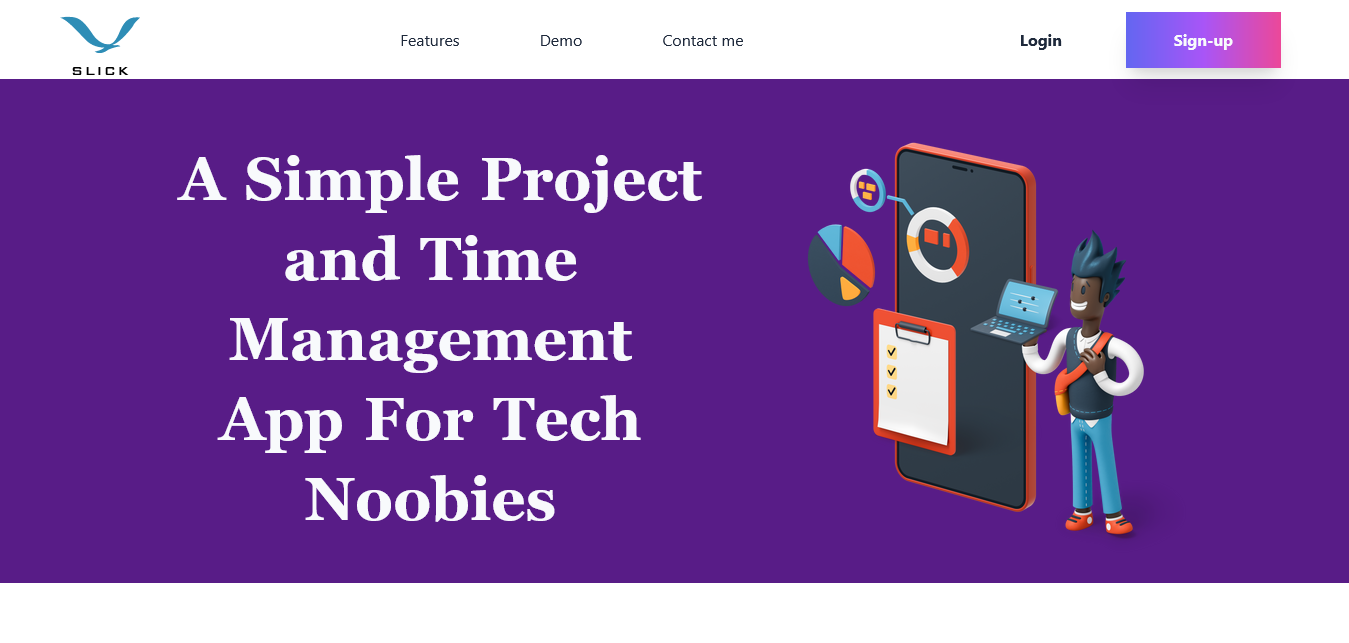 SLICK
Features
Demo
Contact me
Login
Sign-up
A Simple Project
and Time
Management
App For Tech
Noobies